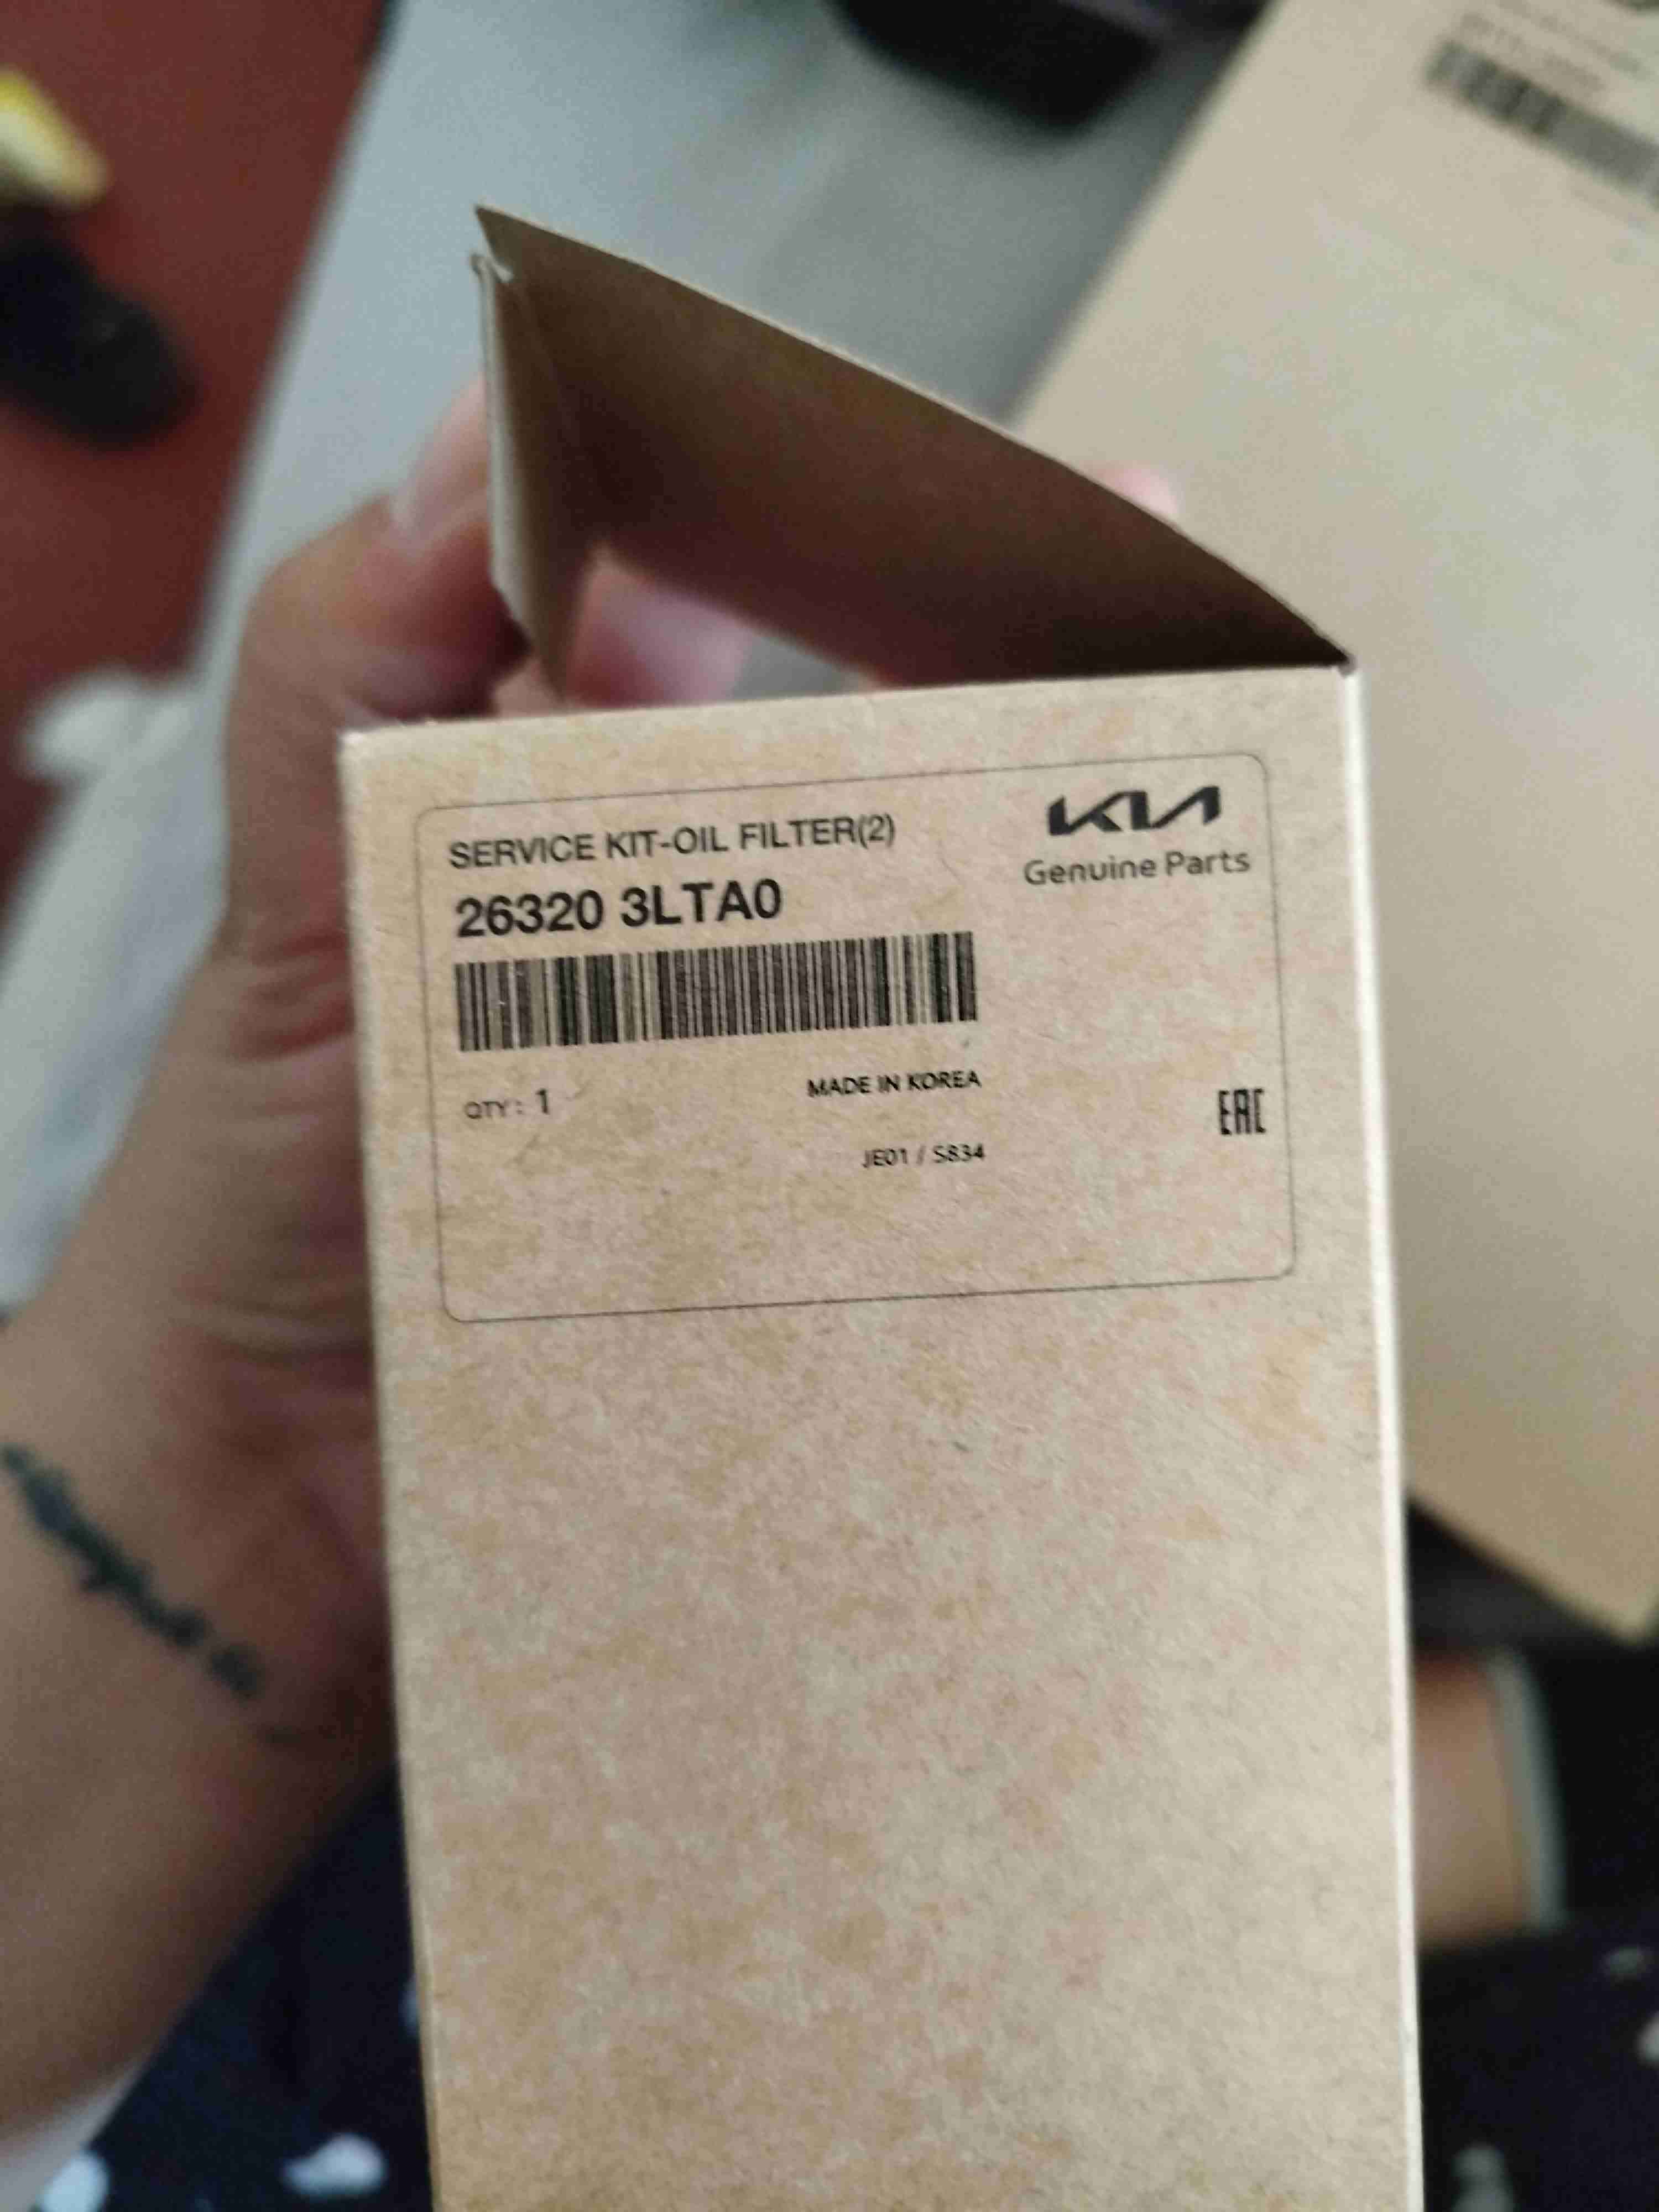 SERVICE KIT-OIL FILTER(2)
26320 3LTA0
KIA
Genuine Parts
QTY : 1
MADE IN KOREA
JE01 / S834
EAC